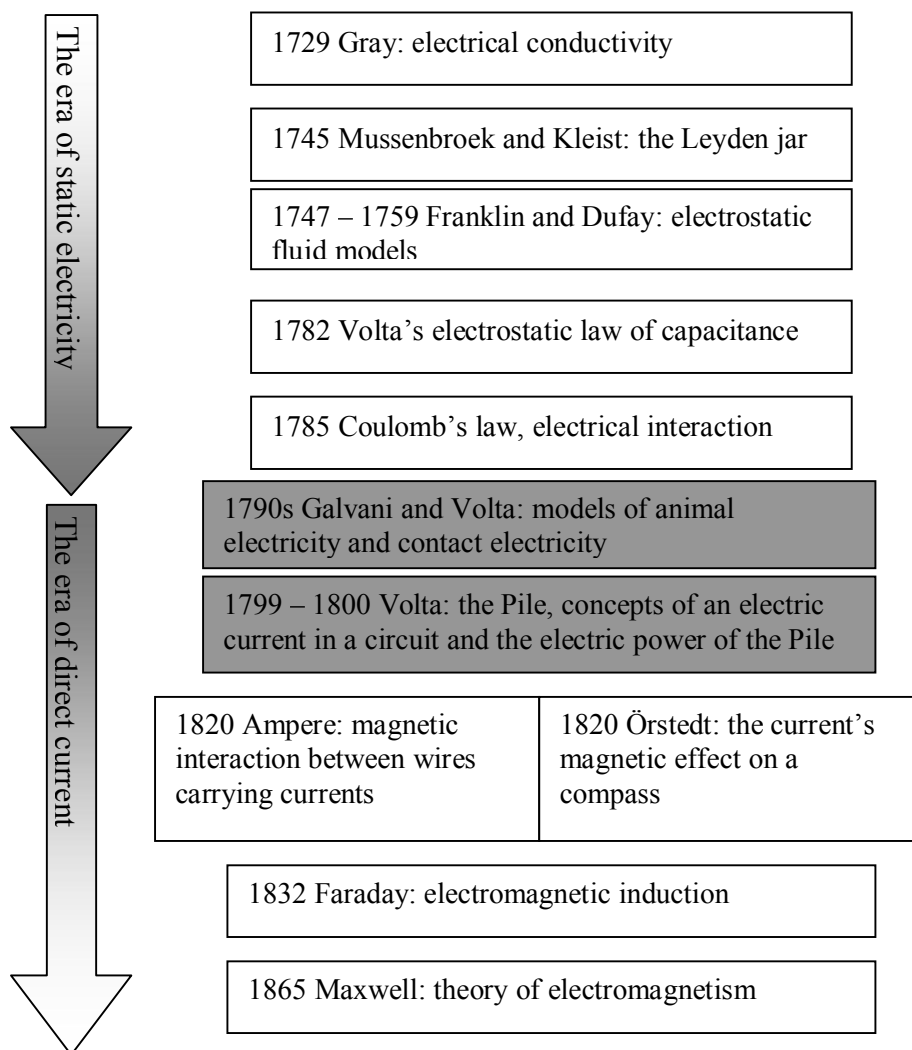 The era of static electricity
1729 Gray: electrical conductivity
1745 Mussenbroek and Kleist: the Leyden jar
1747 – 1759 Franklin and Dufay: electrostatic
fluid models
1782 Volta’s electrostatic law of capacitance
1785 Coulomb’s law, electrical interaction
The era of direct current
1790s Galvani and Volta: models of animal
electricity and contact electricity
1799 – 1800 Volta: the Pile, concepts of an electric
current in a circuit and the electric power of the Pile
1820 Ampere: magnetic
interaction between wires
carrying currents
1820 Örstedt: the current’s
magnetic effect on a
compass
1832 Faraday: electromagnetic induction
1865 Maxwell: theory of electromagnetism